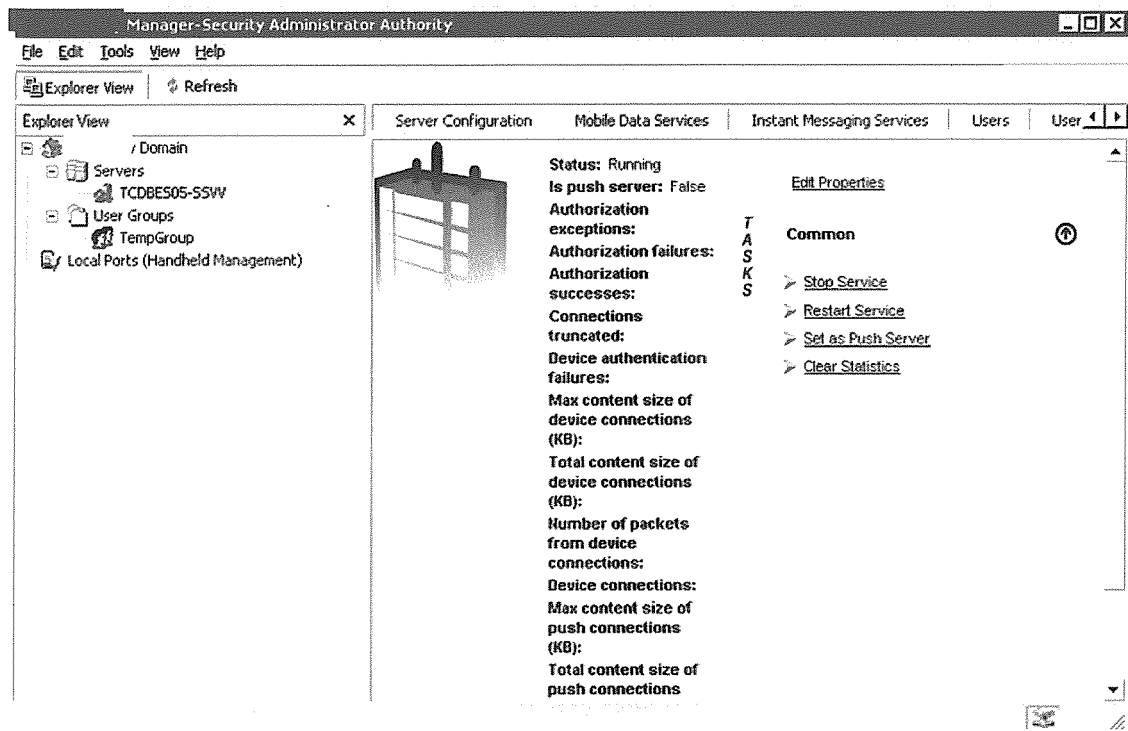 Manager-Security Administrator Authority
File Edit Tools View Help
Explorer View Refresh
Explorer View
/ Domain
Servers
TCDBES05-SSVV
User Groups
TempGroup
Local Ports (Handheld Management)
Server Configuration Mobile Data Services Instant Messaging Services Users User
Status: Running
Is push server: False
Authorization
exceptions:
Authorization failures:
Authorization
successes:
Connections
truncated:
Device authentication
failures:
Max content size of
device connections
(KB):
Total content size of
device connections
(KB):
Number of packets
from device
connections:
Device connections:
Max content size of
push connections
(KB):
Total content size of
push connections
TASKS
Edit Properties
Common
Stop Service
Restart Service
Set as Push Server
Clear Statistics